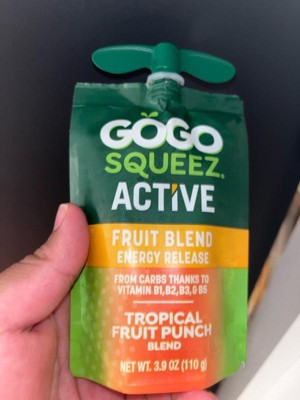 GOGO
SQUEEZ®
ACTIVE
FRUIT BLEND
ENERGY RELEASE
FROM CARBS THANKS TO
VITAMIN B1,B2,B3,& B5
TROPICAL
FRUIT PUNCH
BLEND
NET WT. 3.9 OZ (110 g)